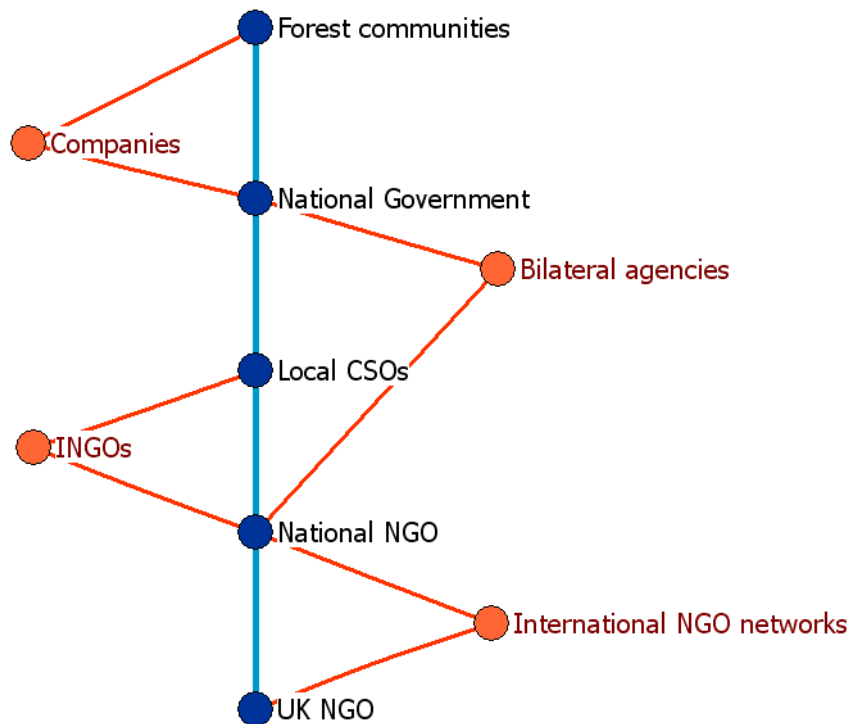 Forest communities
Companies
National Government
Bilateral agencies
Local CSOs
INGOs
National NGO
International NGO networks
UK NGO